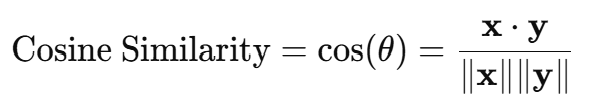 Cosine Similarity = cos(θ) = x · y / ‖x‖‖y‖